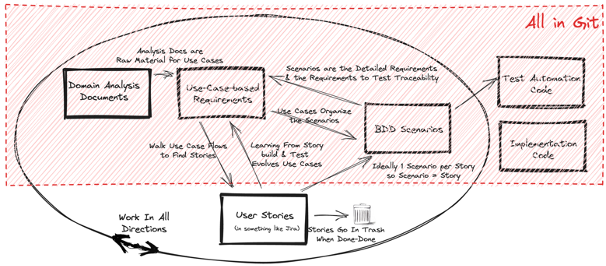 All in Git
Analysis Docs are
Raw Material for Use Cases
Scenarios are the Detailed Requirements
& the Requirements to Test Traceability
Domain Analysis
Documents
Use-Case-based
Requirements
Test Automation
Code
Use Cases Organize
the Scenarios
BDD Scenarios
Implementation
Code
Walk Use Case Flows
to Find Stories
Learning From Story
build & Test
Evolves Use Cases
Ideally 1 Scenario per Story
so Scenario = Story
Work In All
Directions
User Stories
(in something like Jira)
Stories Go In Trash
When Done-Done